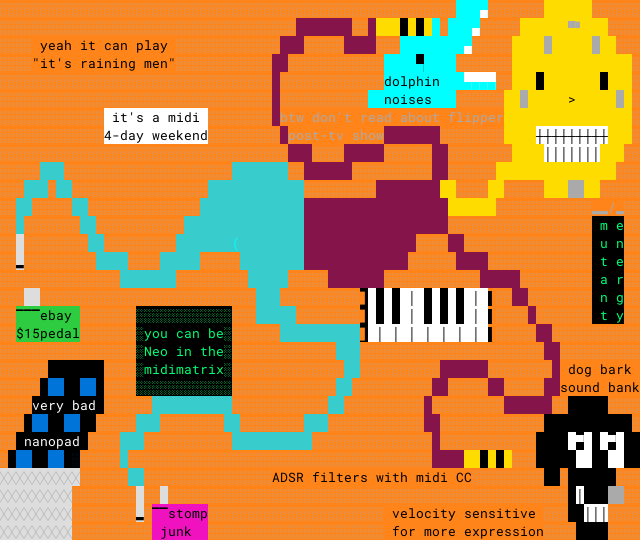 yeah it can play
"it's raining men"
dolphin
noises
it's a midi
4-day weekend
btw don't read about flipper
post-tv show
m e
u n
t e
a r
n g
t y
ebay
$15pedal
you can be
Neo in the
midimatrix
dog bark
sound bank
very bad
nanopad
ADSR filters with midi CC
stomp
junk
velocity sensitive
for more expression